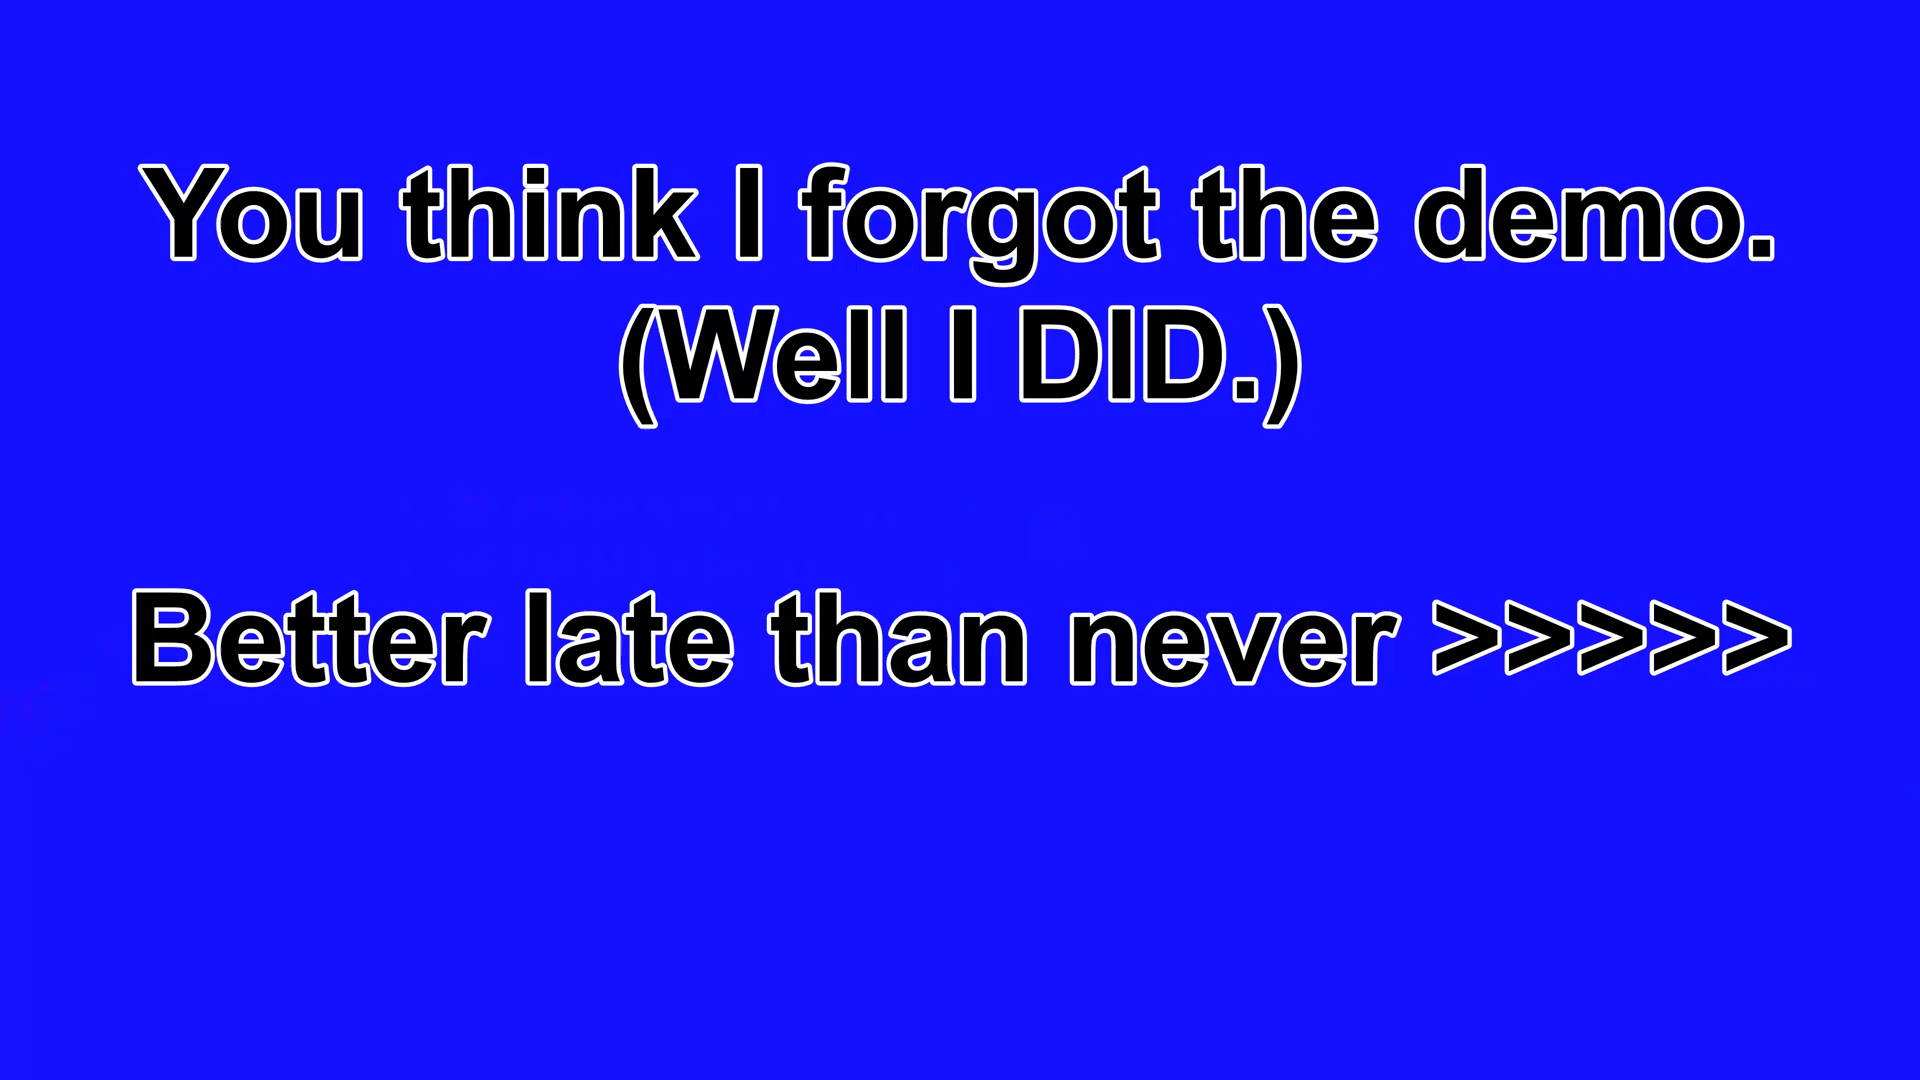 You think I forgot the demo.
(Well I DID.)
Better late than never >>>>>